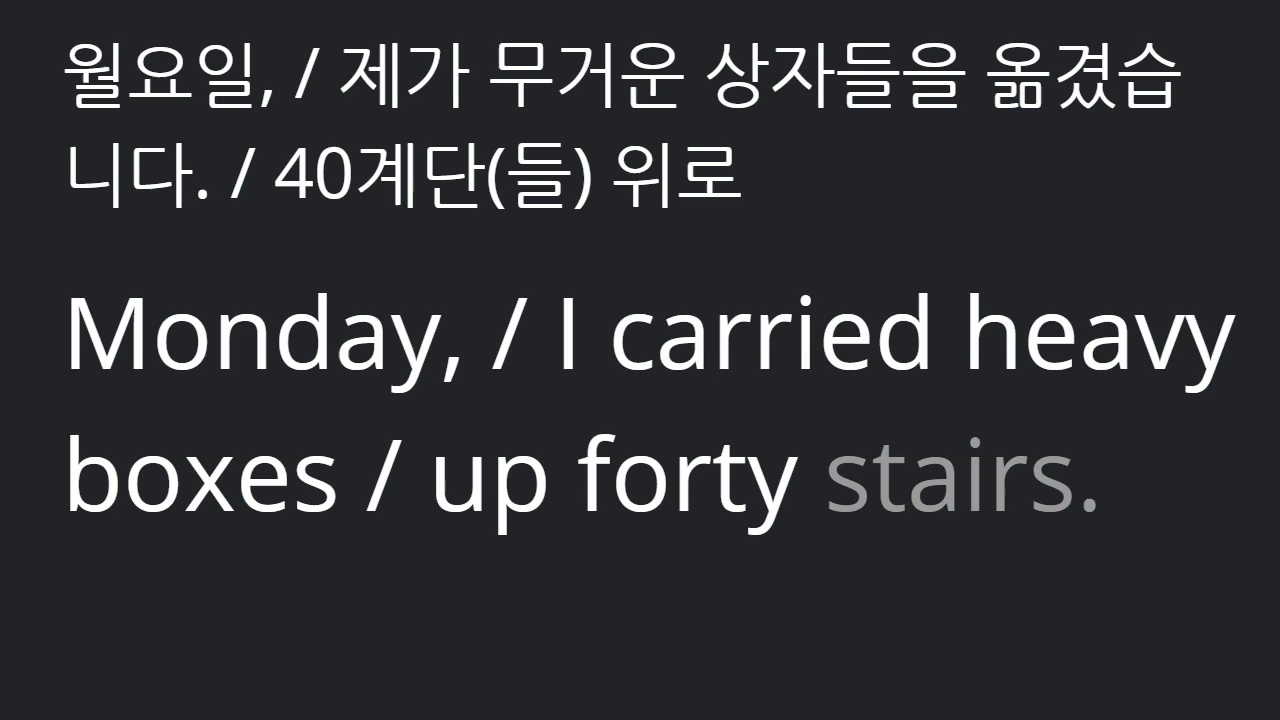 월요일, / 제가 무거운 상자들을 옮겼습
니다. / 40계단(들) 위로
Monday, / I carried heavy
boxes / up forty stairs.